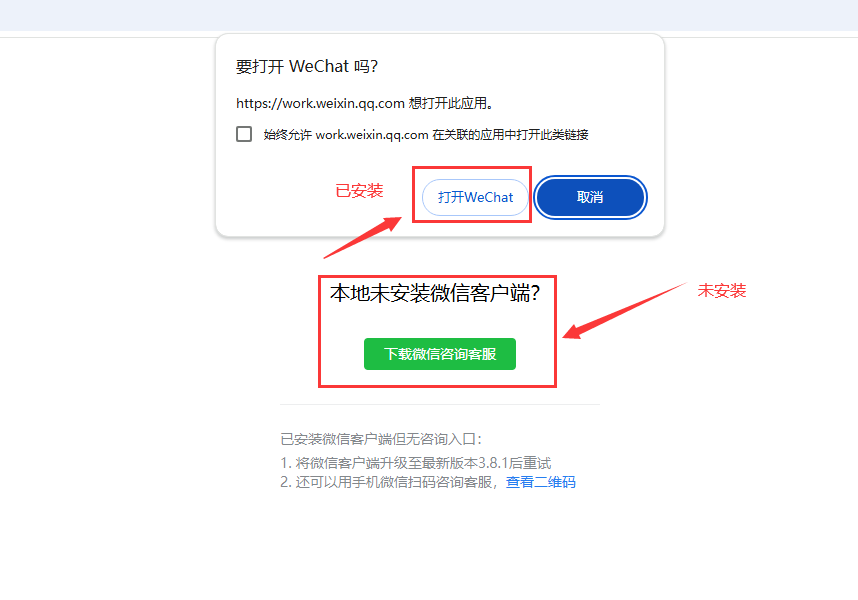 要打开 WeChat 吗？
https://work.weixin.qq.com 想打开此应用。
始终允许 work.weixin.qq.com 在关联的应用中打开此类链接
已安装
打开WeChat
取消
本地未安装微信客户端？
未安装
下载微信咨询客服
已安装微信客户端但无咨询入口：
1. 将微信客户端升级至最新版本3.8.1后重试
2. 还可以用手机微信扫码咨询客服，查看二维码